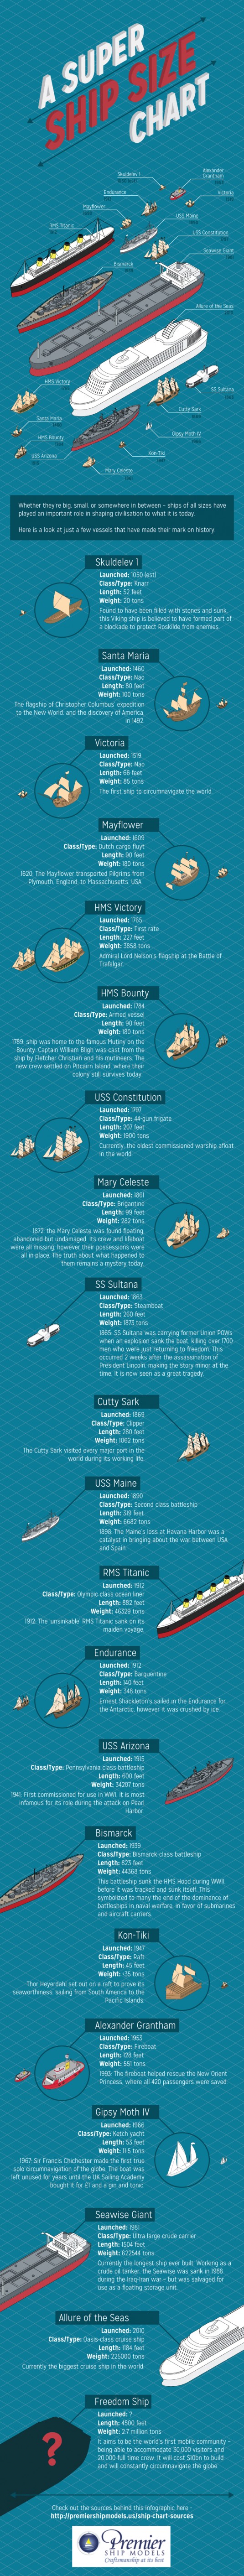 A SUPER
SHIP SIZE
CHART
Skuldelev I
Alexander
Grantham
Endurance
Victoria
Mayflower
USS Maine
RMS Titanic
USS Constitution
Seawise Giant
Bismarck
Allure of the Seas
HMS Victory
SS Sultana
Cutty Sark
Santa Maria
Gipsy Moth IV
HMS Bounty
Kon-Tiki
USS Arizona
Mary Celeste
Whether they're big, small, or somewhere in between – ships of all sizes have
played an important role in shaping civilisation to what it is today.
Here is a look at just a few vessels that have made their mark on history.
Skuldelev I
Launched: 1030 (est)
Class/Type: Knarr
Length: 52 feet
Weight: 20 tons
Found to have been filled with stones and sunk,
this Viking ship is believed to have formed part of
a blockade to protect Roskilde from enemies.
Santa Maria
Launched: 1460
Class/Type: Nao
Length: 80 feet
Weight: 100 tons
The flagship of Christopher Columbus' expedition
to the New World, and the discovery of America
in 1492.
Victoria
Launched: 1519
Class/Type: Nao
Length: 68 feet
Weight: 85 tons
The first ship to circumnavigate the world.
Mayflower
Launched: 1609
Class/Type: Dutch cargo fluyt
Length: 90 feet
Weight: 180 tons
1620: The Mayflower transported Pilgrims from
Plymouth, England, to Massachusetts, USA.
HMS Victory
Launched: 1765
Class/Type: First rate
Length: 227 feet
Weight: 3858 tons
Admiral Lord Nelson's flagship at the Battle of
Trafalgar.
HMS Bounty
Launched: 1784
Class/Type: Armed vessel
Length: 90 feet
Weight: 180 tons
1789: ship was home to the famous Mutiny on the
Bounty. Captain William Bligh was cast from the
ship by Fletcher Christian and his mutineers. The
new crew settled on Pitcairn Island, where their
colony still survives today.
USS Constitution
Launched: 1797
Class/Type: 44-gun frigate
Length: 207 feet
Weight: 1900 tons
Currently, the oldest commissioned warship afloat
in the world.
Mary Celeste
Launched: 1861
Class/Type: Brigantine
Length: 99 feet
Weight: 282 tons
1872: the Mary Celeste was found floating,
abandoned but undamaged. Its crew and lifeboat
were all missing, however, their possessions were
all in place. The truth about what happened to
them remains a mystery today.
SS Sultana
Launched: 1863
Class/Type: Steamboat
Length: 260 feet
Weight: 1873 tons
1865: SS Sultana was carrying former Union POWs
when an explosion sank the boat, killing over 1700
men who were just returning to freedom. This
occurred 2 weeks after the assassination of
President Lincoln, making the story minor at the
time. It is now seen as a great tragedy.
Cutty Sark
Launched: 1869
Class/Type: Clipper
Length: 280 feet
Weight: 1062 tons
The Cutty Sark visited every major port in the
world during its working life.
USS Maine
Launched: 1890
Class/Type: Second class battleship
Length: 319 feet
Weight: 6682 tons
1898: The Maine's loss at Havana Harbor was a
catalyst in bringing about the war between USA
and Spain.
RMS Titanic
Launched: 1912
Class/Type: Olympic class ocean liner
Length: 882 feet
Weight: 46329 tons
1912: The 'unsinkable' RMS Titanic sank on its
maiden voyage.
Endurance
Launched: 1912
Class/Type: Barquentine
Length: 140 feet
Weight: 348 tons
Ernest Shackleton's sailed in the Endurance for
the Antarctic, however it was crushed by ice.
USS Arizona
Launched: 1915
Class/Type: Pennsylvania class battleship
Length: 600 feet
Weight: 34207 tons
1941: First commissioned for use in WWI, it is most
infamous for its role during the attack on Pearl
Harbor.
Bismarck
Launched: 1939
Class/Type: Bismarck-class battleship
Length: 823 feet
Weight: 44368 tons
This battleship sunk the HMS Hood during WWII,
before it was tracked and sunk itself. This
symbolized to many the end of the dominance of
battleships in naval warfare, in favor of submarines
and aircraft carriers.
Kon-Tiki
Launched: 1947
Class/Type: Raft
Length: 45 feet
Thor Heyerdahl set out on a raft to prove its
seaworthiness, sailing from South America to the
Pacific Islands.
Alexander Grantham
Launched: 1953
Class/Type: Fireboat
Length: 128 feet
Weight: 551 tons
1993: The fireboat helped rescue the New Orient
Princess, where all 420 passengers were saved.
Gipsy Moth IV
Launched: 1966
Class/Type: Ketch yacht
Length: 53 feet
Weight: 11.5 tons
1967: Sir Francis Chichester made the first true
solo circumnavigation of the globe. The boat was
left unused for years until the UK Sailing Academy
bought it for £1 and a gin and tonic.
Seawise Giant
Launched: 1981
Class/Type: Ultra large crude carrier
Length: 1504 feet
Weight: 622544 tons
Currently the longest ship ever built. Working as a
crude oil tanker, the Seawise was sank in 1988
during the Iraq-Iran war – but was salvaged for
use as a floating storage unit.
Allure of the Seas
Launched: 2010
Class/Type: Oasis-class cruise ship
Length: 1184 feet
Weight: 225000 tons
Currently the biggest cruise ship in the world.
Freedom Ship
Launched: ?
Length: 4500 feet
Weight: 2.7 million tons
It aims to be the world's first mobile community –
being able to accommodate 30,000 visitors and
20,000 full time crew. It will cost $10bn to build
and will constantly circumnavigate the globe.
?
Check out the sources behind this infographic here -
http://premiershipmodels.us/ship-chart-sources
Premier
SHIP MODELS
Craftsmanship at its best